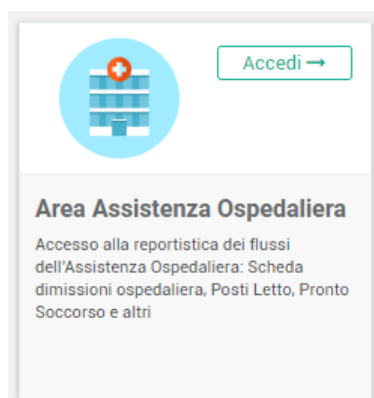 Accedi →
Area Assistenza Ospedaliera
Accesso alla reportistica dei flussi
dell'Assistenza Ospedaliera: Scheda
dimissioni ospedaliera, Posti Letto, Pronto
Soccorso e altri